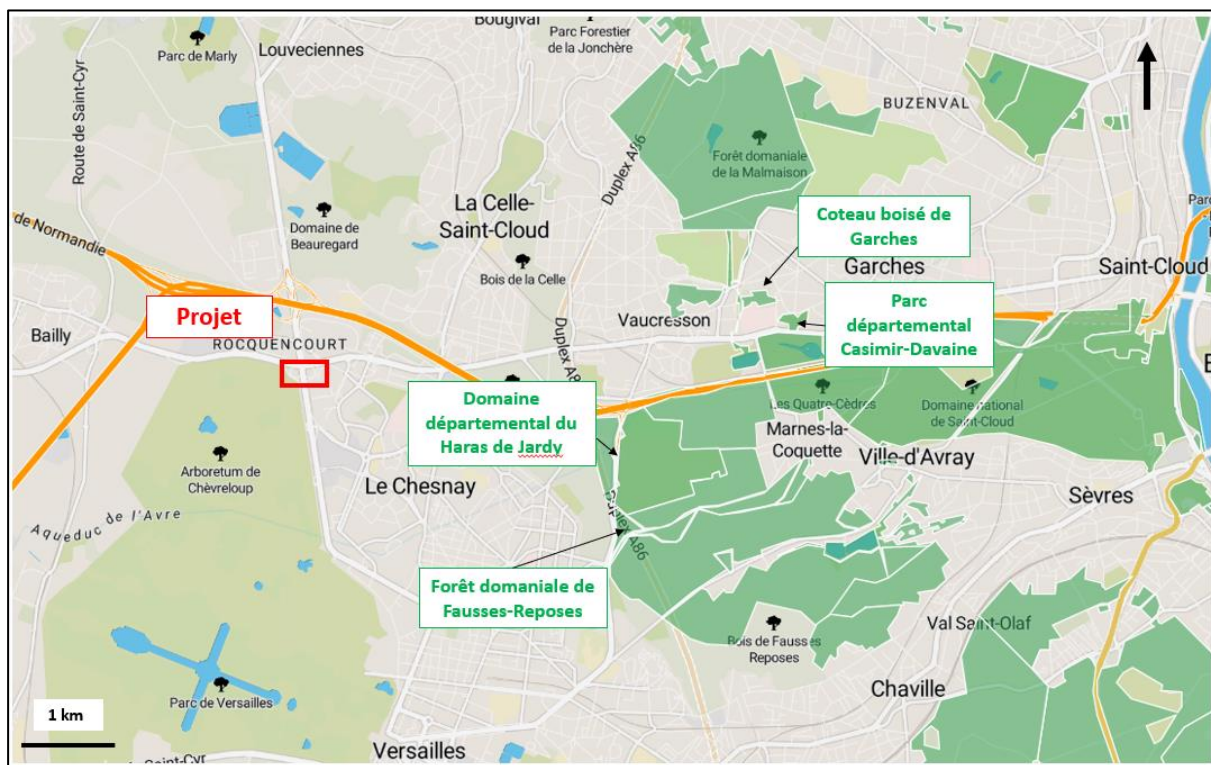 Bougival
Parc de Marly
Louveciennes
Parc Forestier
de la Jonchère
Route de Saint-Cyr
BUZENVAL
Duplex A86
Forêt domaniale
de la Malmaison
La Celle-
Saint-Cloud
Coteau boisé de
Garches
Domaine de
Beauregard
de Normandie
Bois de la Celle
Garches
Saint-Cloud
Projet
Parc
départemental
Casimir-Davaine
Vaucresson
Bailly
ROCQUENCOURT
Duplex A86
Domaine
départemental du
Haras de Jardy
Les Quatre-Cèdres
Domaine national
de Saint-Cloud
Marnes-la-
Coquette
Ville-d'Avray
Arboretum de
Chèvreloup
Le Chesnay
Sèvres
Aqueduc de l'Avre
Duplex A86
Forêt domaniale de
Fausses-Reposes
Val Saint-Olaf
Bois de Fausses
Reposes
Chaville
Parc de Versailles
1 km
Versailles